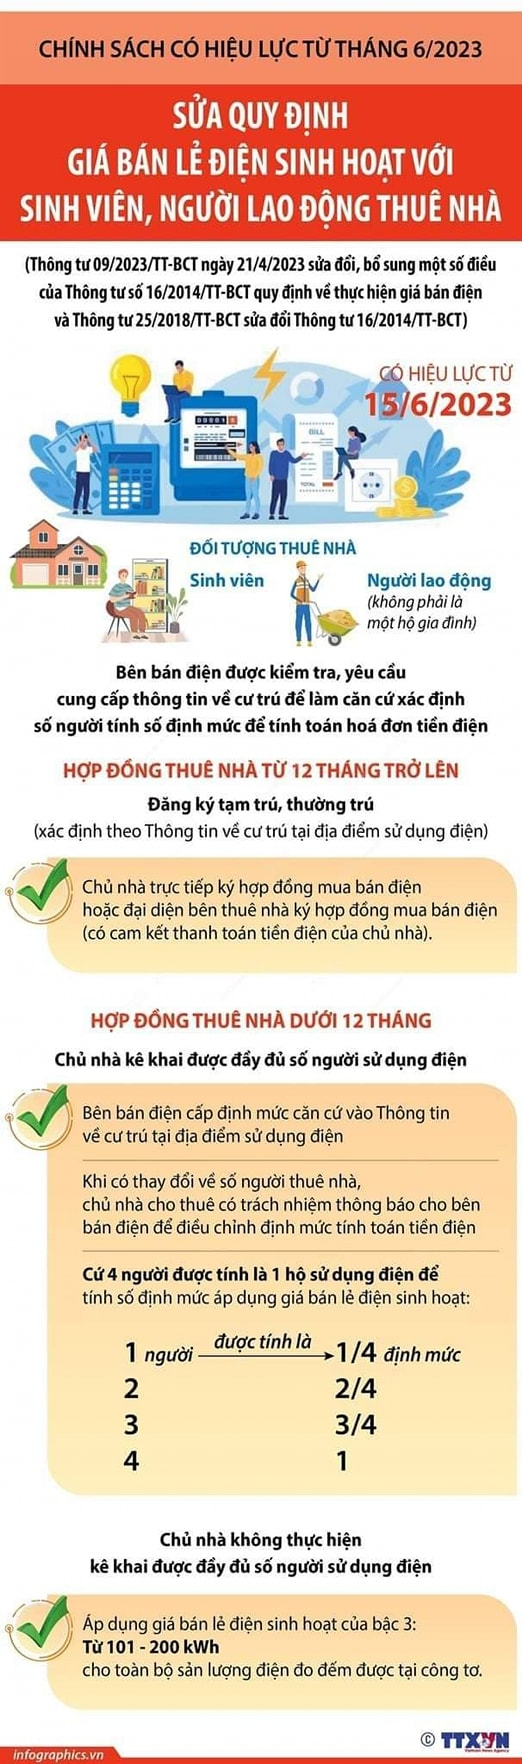 CHÍNH SÁCH CÓ HIỆU LỰC TỪ THÁNG 6/2023
SỬA QUY ĐỊNH
GIÁ BÁN LẺ ĐIỆN SINH HOẠT VỚI
SINH VIÊN, NGƯỜI LAO ĐỘNG THUÊ NHÀ
(Thông tư 09/2023/TT-BCT ngày 21/4/2023 sửa đổi, bổ sung một số điều
của Thông tư số 16/2014/TT-BCT quy định về thực hiện giá bán điện
và Thông tư 25/2018/TT-BCT sửa đổi Thông tư 16/2014/TT-BCT)
CÓ HIỆU LỰC TỪ
15/6/2023
BILL
TOTAL
ĐỐI TƯỢNG THUÊ NHÀ
Sinh viên
Người lao động
(không phải là
một hộ gia đình)
Bên bán điện được kiểm tra, yêu cầu
cung cấp thông tin về cư trú để làm căn cứ xác định
số người tính số định mức để tính toán hoá đơn tiền điện
HỢP ĐỒNG THUÊ NHÀ TỪ 12 THÁNG TRỞ LÊN
Đăng ký tạm trú, thường trú
(xác định theo Thông tin về cư trú tại địa điểm sử dụng điện)
Chủ nhà trực tiếp ký hợp đồng mua bán điện
hoặc đại diện bên thuê nhà ký hợp đồng mua bán điện
(có cam kết thanh toán tiền điện của chủ nhà).
HỢP ĐỒNG THUÊ NHÀ DƯỚI 12 THÁNG
Chủ nhà kê khai được đầy đủ số người sử dụng điện
Bên bán điện cấp định mức căn cứ vào Thông tin
về cư trú tại địa điểm sử dụng điện
Khi có thay đổi về số người thuê nhà,
chủ nhà cho thuê có trách nhiệm thông báo cho bên
bán điện để điều chỉnh định mức tính toán tiền điện
Cứ 4 người được tính là 1 hộ sử dụng điện để
tính số định mức áp dụng giá bán lẻ điện sinh hoạt:
1 người được tính là 1/4 định mức
2 2/4
3 3/4
4 1
Chủ nhà không thực hiện
kê khai được đầy đủ số người sử dụng điện
Áp dụng giá bán lẻ điện sinh hoạt của bậc 3:
Từ 101 - 200 kWh
cho toàn bộ sản lượng điện đo đếm được tại công tơ.
© TTXVN
Vietnam News Agency
infographics.vn